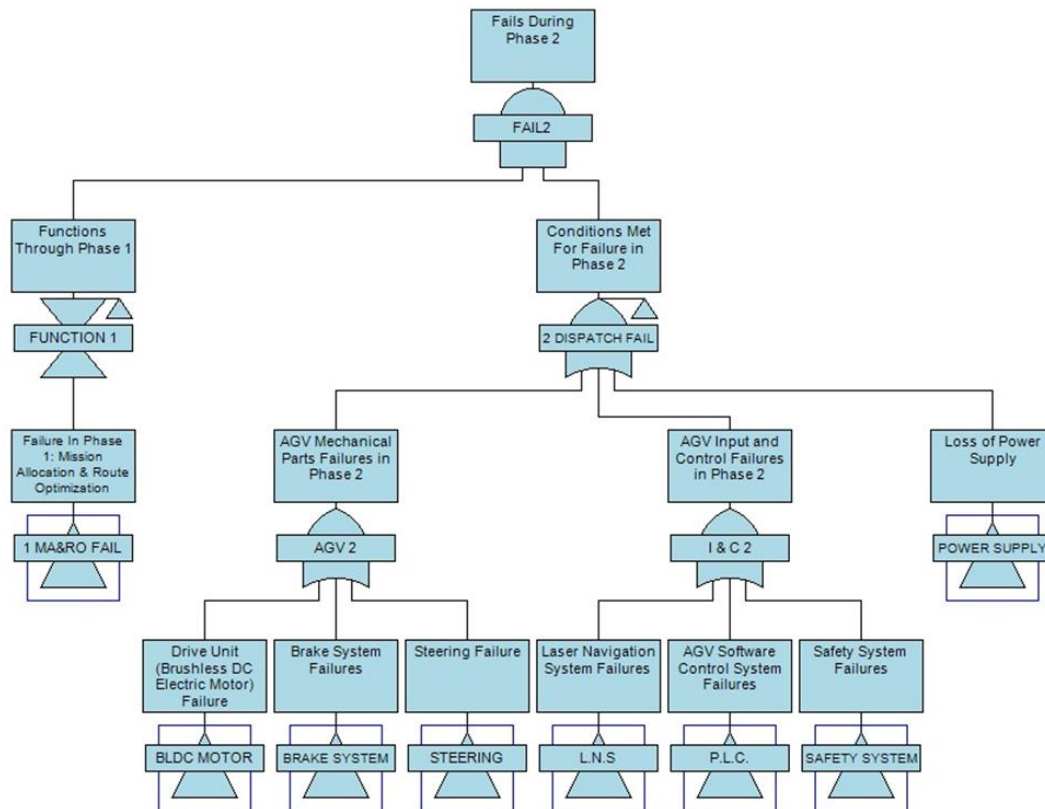 Fails During
Phase 2
FAIL2
Functions
Through Phase 1
Conditions Met
For Failure in
Phase 2
FUNCTION 1
2 DISPATCH FAIL
Failure In Phase
1: Mission
Allocation & Route
Optimization
AGV Mechanical
Parts Failures in
Phase 2
AGV Input and
Control Failures
in Phase 2
Loss of Power
Supply
1 MA&RO FAIL
AGV 2
I & C 2
POWER SUPPLY
Drive Unit
(Brushless DC
Electric Motor)
Failure
Brake System
Failures
Steering Failure
Laser Navigation
System Failures
AGV Software
Control System
Failures
Safety System
Failures
BLDC MOTOR
BRAKE SYSTEM
STEERING
L.N.S
P.L.C.
SAFETY SYSTEM